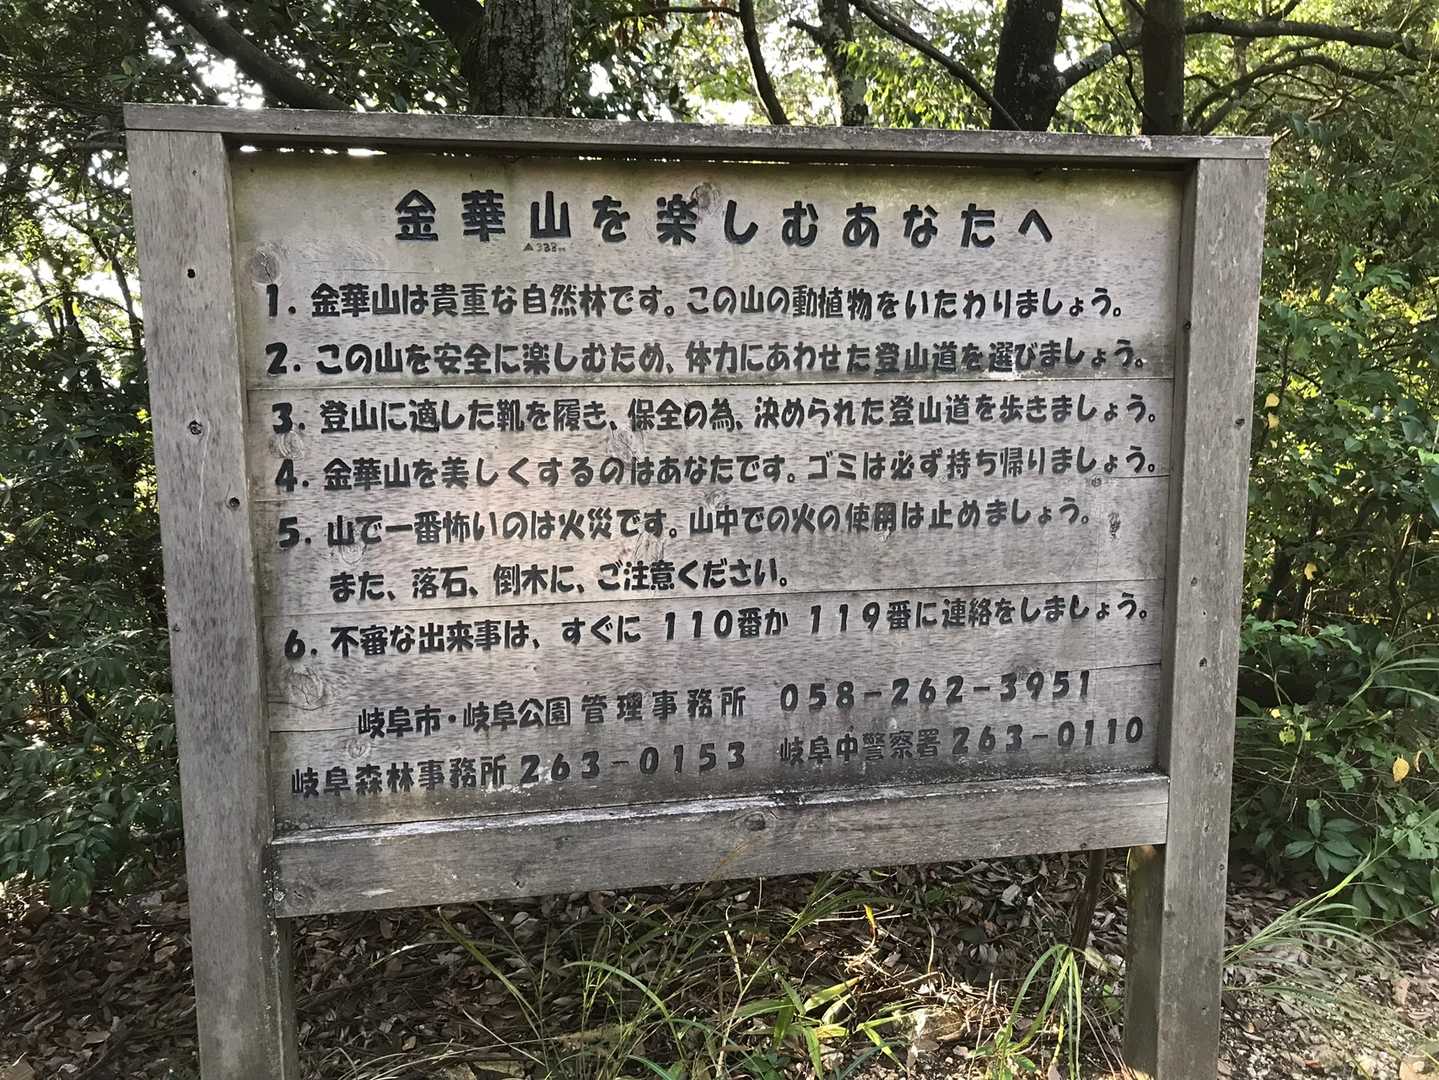 金華山を楽しむあなたへ
1. 金華山は貴重な自然林です。この山の動植物をいたわりましょう。
2. この山を安全に楽しむため、体力にあわせた登山道を選びましょう。
3. 登山に適した靴を履き、保全の為、決められた登山道を歩きましょう。
4. 金華山を美しくするのはあなたです。ゴミは必ず持ち帰りましょう。
5. 山で一番怖いのは火災です。山中での火の使用は止めましょう。
また、落石、倒木に、ご注意ください。
6. 不審な出来事は、すぐに 110番か 119番に連絡をしましょう。
岐阜市・岐阜公園管理事務所 058-262-3951
岐阜森林事務所263-0153 岐阜中警察署263-0110